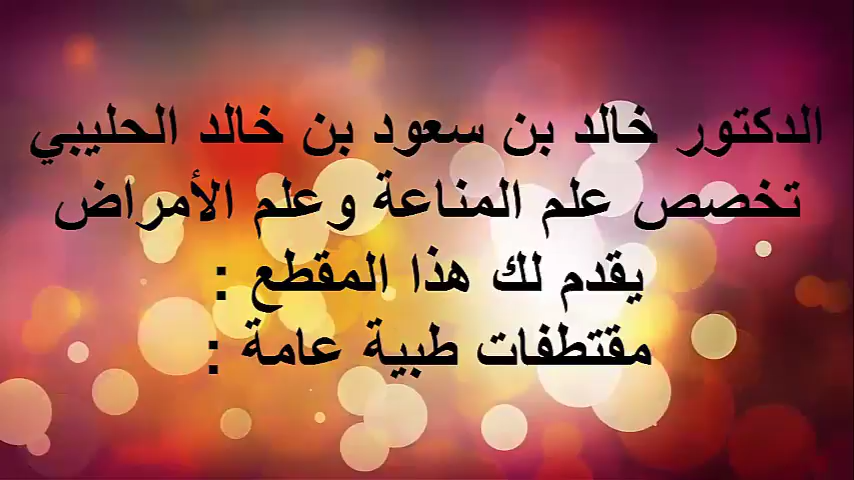 الدكتور خالد بن سعود بن خالد الحليبي
تخصص علم المناعة وعلم الأمراض
يقدم لك هذا المقطع :
مقتطفات طبية عامة :